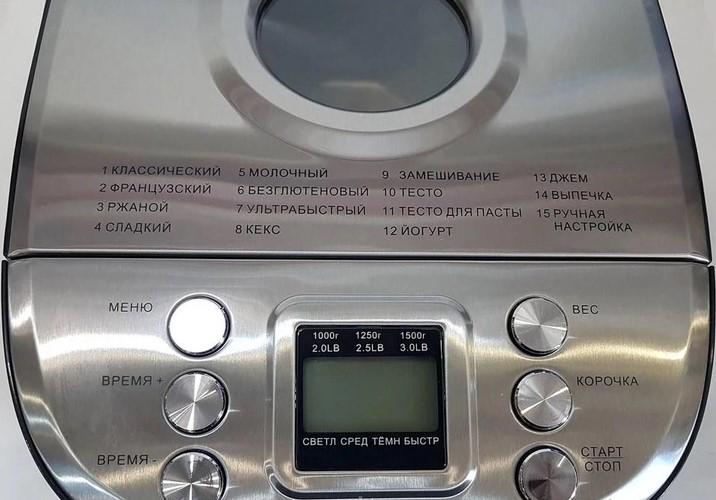 1 КЛАССИЧЕСКИЙ
2 ФРАНЦУЗСКИЙ
3 РЖАНОЙ
4 СЛАДКИЙ
5 МОЛОЧНЫЙ
6 БЕЗГЛЮТЕНОВЫЙ
7 УЛЬТРАБЫСТРЫЙ
8 КЕКС
9 ЗАМЕШИВАНИЕ
10 ТЕСТО
11 ТЕСТО ДЛЯ ПАСТЫ
12 ЙОГУРТ
13 ДЖЕМ
14 ВЫПЕЧКА
15 РУЧНАЯ
НАСТРОЙКА
МЕНЮ
ВРЕМЯ +
ВРЕМЯ -
1000г 1250г 1500г
2.0LB 2.5LB 3.0LB
СВЕТЛ СРЕД ТЁМН БЫСТР
ВЕС
КОРОЧКА
СТАРТ
СТОП